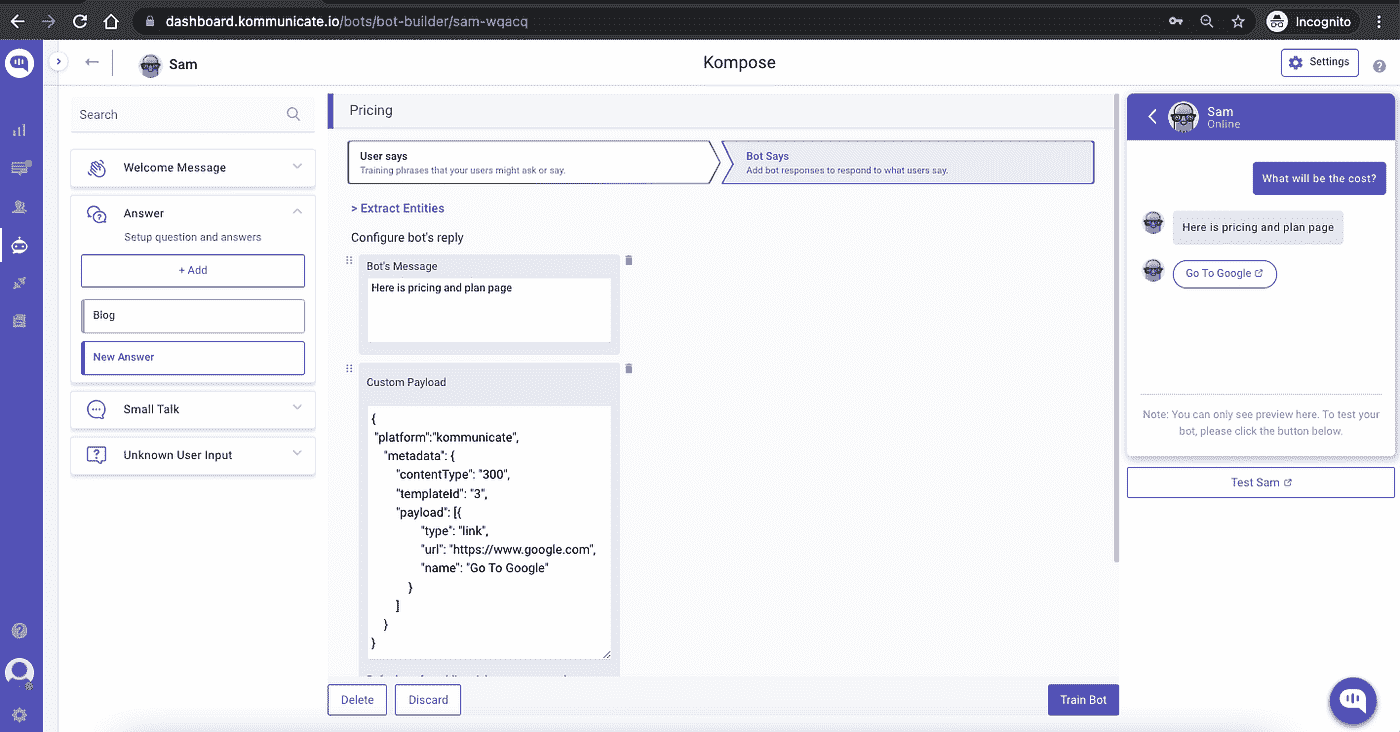 dashboard.kommunicate.io/bots/bot-builder/sam-wqacq
Incognito
Sam
Kompose
Settings
Search
Welcome Message
Answer
Setup question and answers
+ Add
Blog
New Answer
Small Talk
Unknown User Input
Pricing
User says
Training phrases that your users might ask or say.
Bot Says
Add bot responses to respond to what users say.
> Extract Entities
Configure bot's reply
Bot's Message
Here is pricing and plan page
Custom Payload
{
"platform":"kommunicate",
"metadata": {
"contentType": "300",
"templateId": "3",
"payload": [{
"type": "link",
"url": "https://www.google.com",
"name": "Go To Google"
}
]
}
}
Delete
Discard
Train Bot
Sam
Online
What will be the cost?
Here is pricing and plan page
Go To Google
Note: You can only see preview here. To test your
bot, please click the button below.
Test Sam